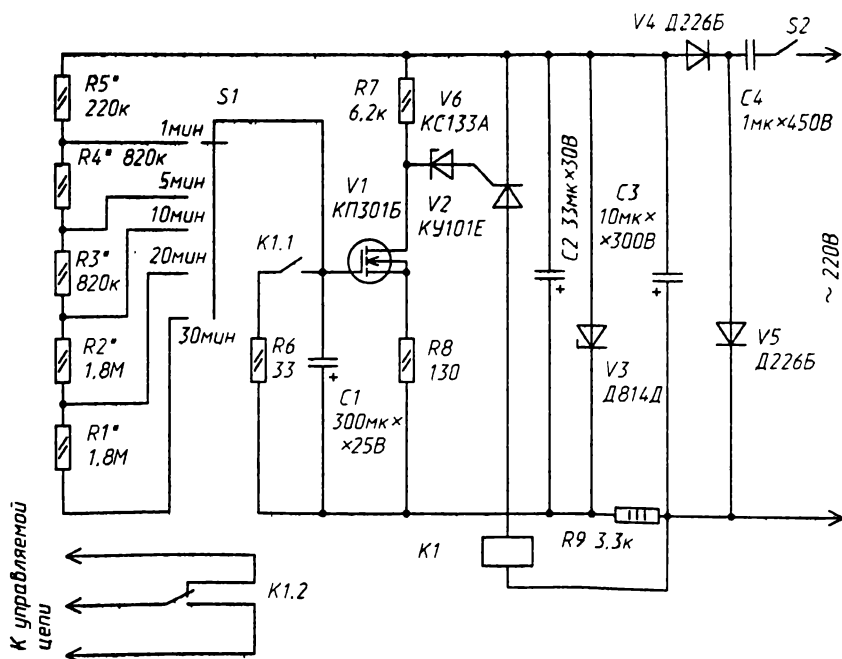 V4 Д226Б
S2
R5*
220к
S1
R7
6,2к
V6
КС133А
C4
1мк×450В
1мин
R4* 820к
5мин
10мин
20мин
30мин
V1
КП301Б
V2
КУ101Е
C2 33мк×30В
C3
10мк×
×300В
~ 220В
K1.1
R3*
820к
R2*
1,8М
R6
33
R8
130
V3
Д814Д
V5
Д226Б
C1
300мк×
×25В
R1*
1,8М
К управляемой
цепи
K1
R9 3,3к
K1.2